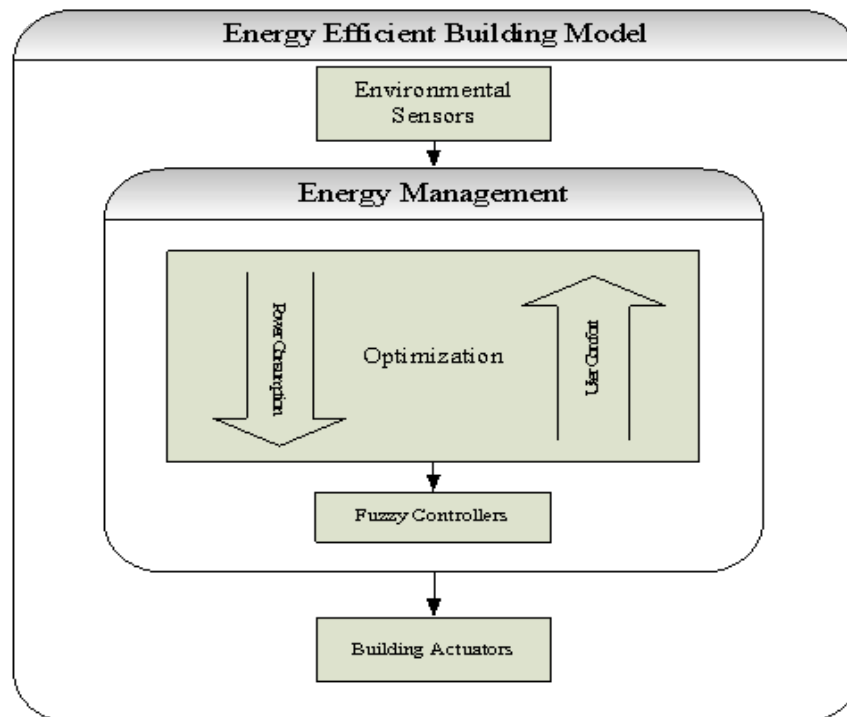 Energy Efficient Building Model
Environmental
Sensors
Energy Management
Power Consumption
Optimization
User Comfort
Fuzzy Controllers
Building Actuators